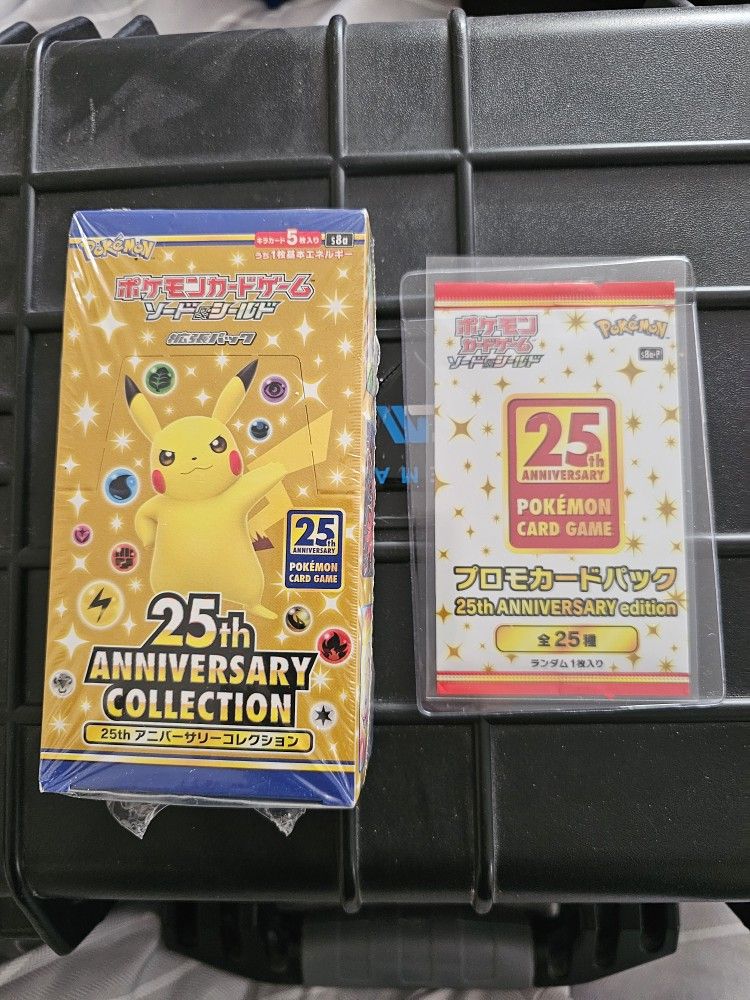 POKéMON
キラカード5枚入り s8a
うち1枚基本エネルギー
ポケモンカードゲーム
ソード&シールド
拡張パック
25th
ANNIVERSARY
POKÉMON
CARD GAME
25th
ANNIVERSARY
COLLECTION
25th アニバーサリーコレクション
ポケモン
カードゲーム
ソード&シールド
POKéMON
s8a-P
25th
ANNIVERSARY
POKÉMON
CARD GAME
プロモカードパック
25th ANNIVERSARY edition
全25種
ランダム1枚入り